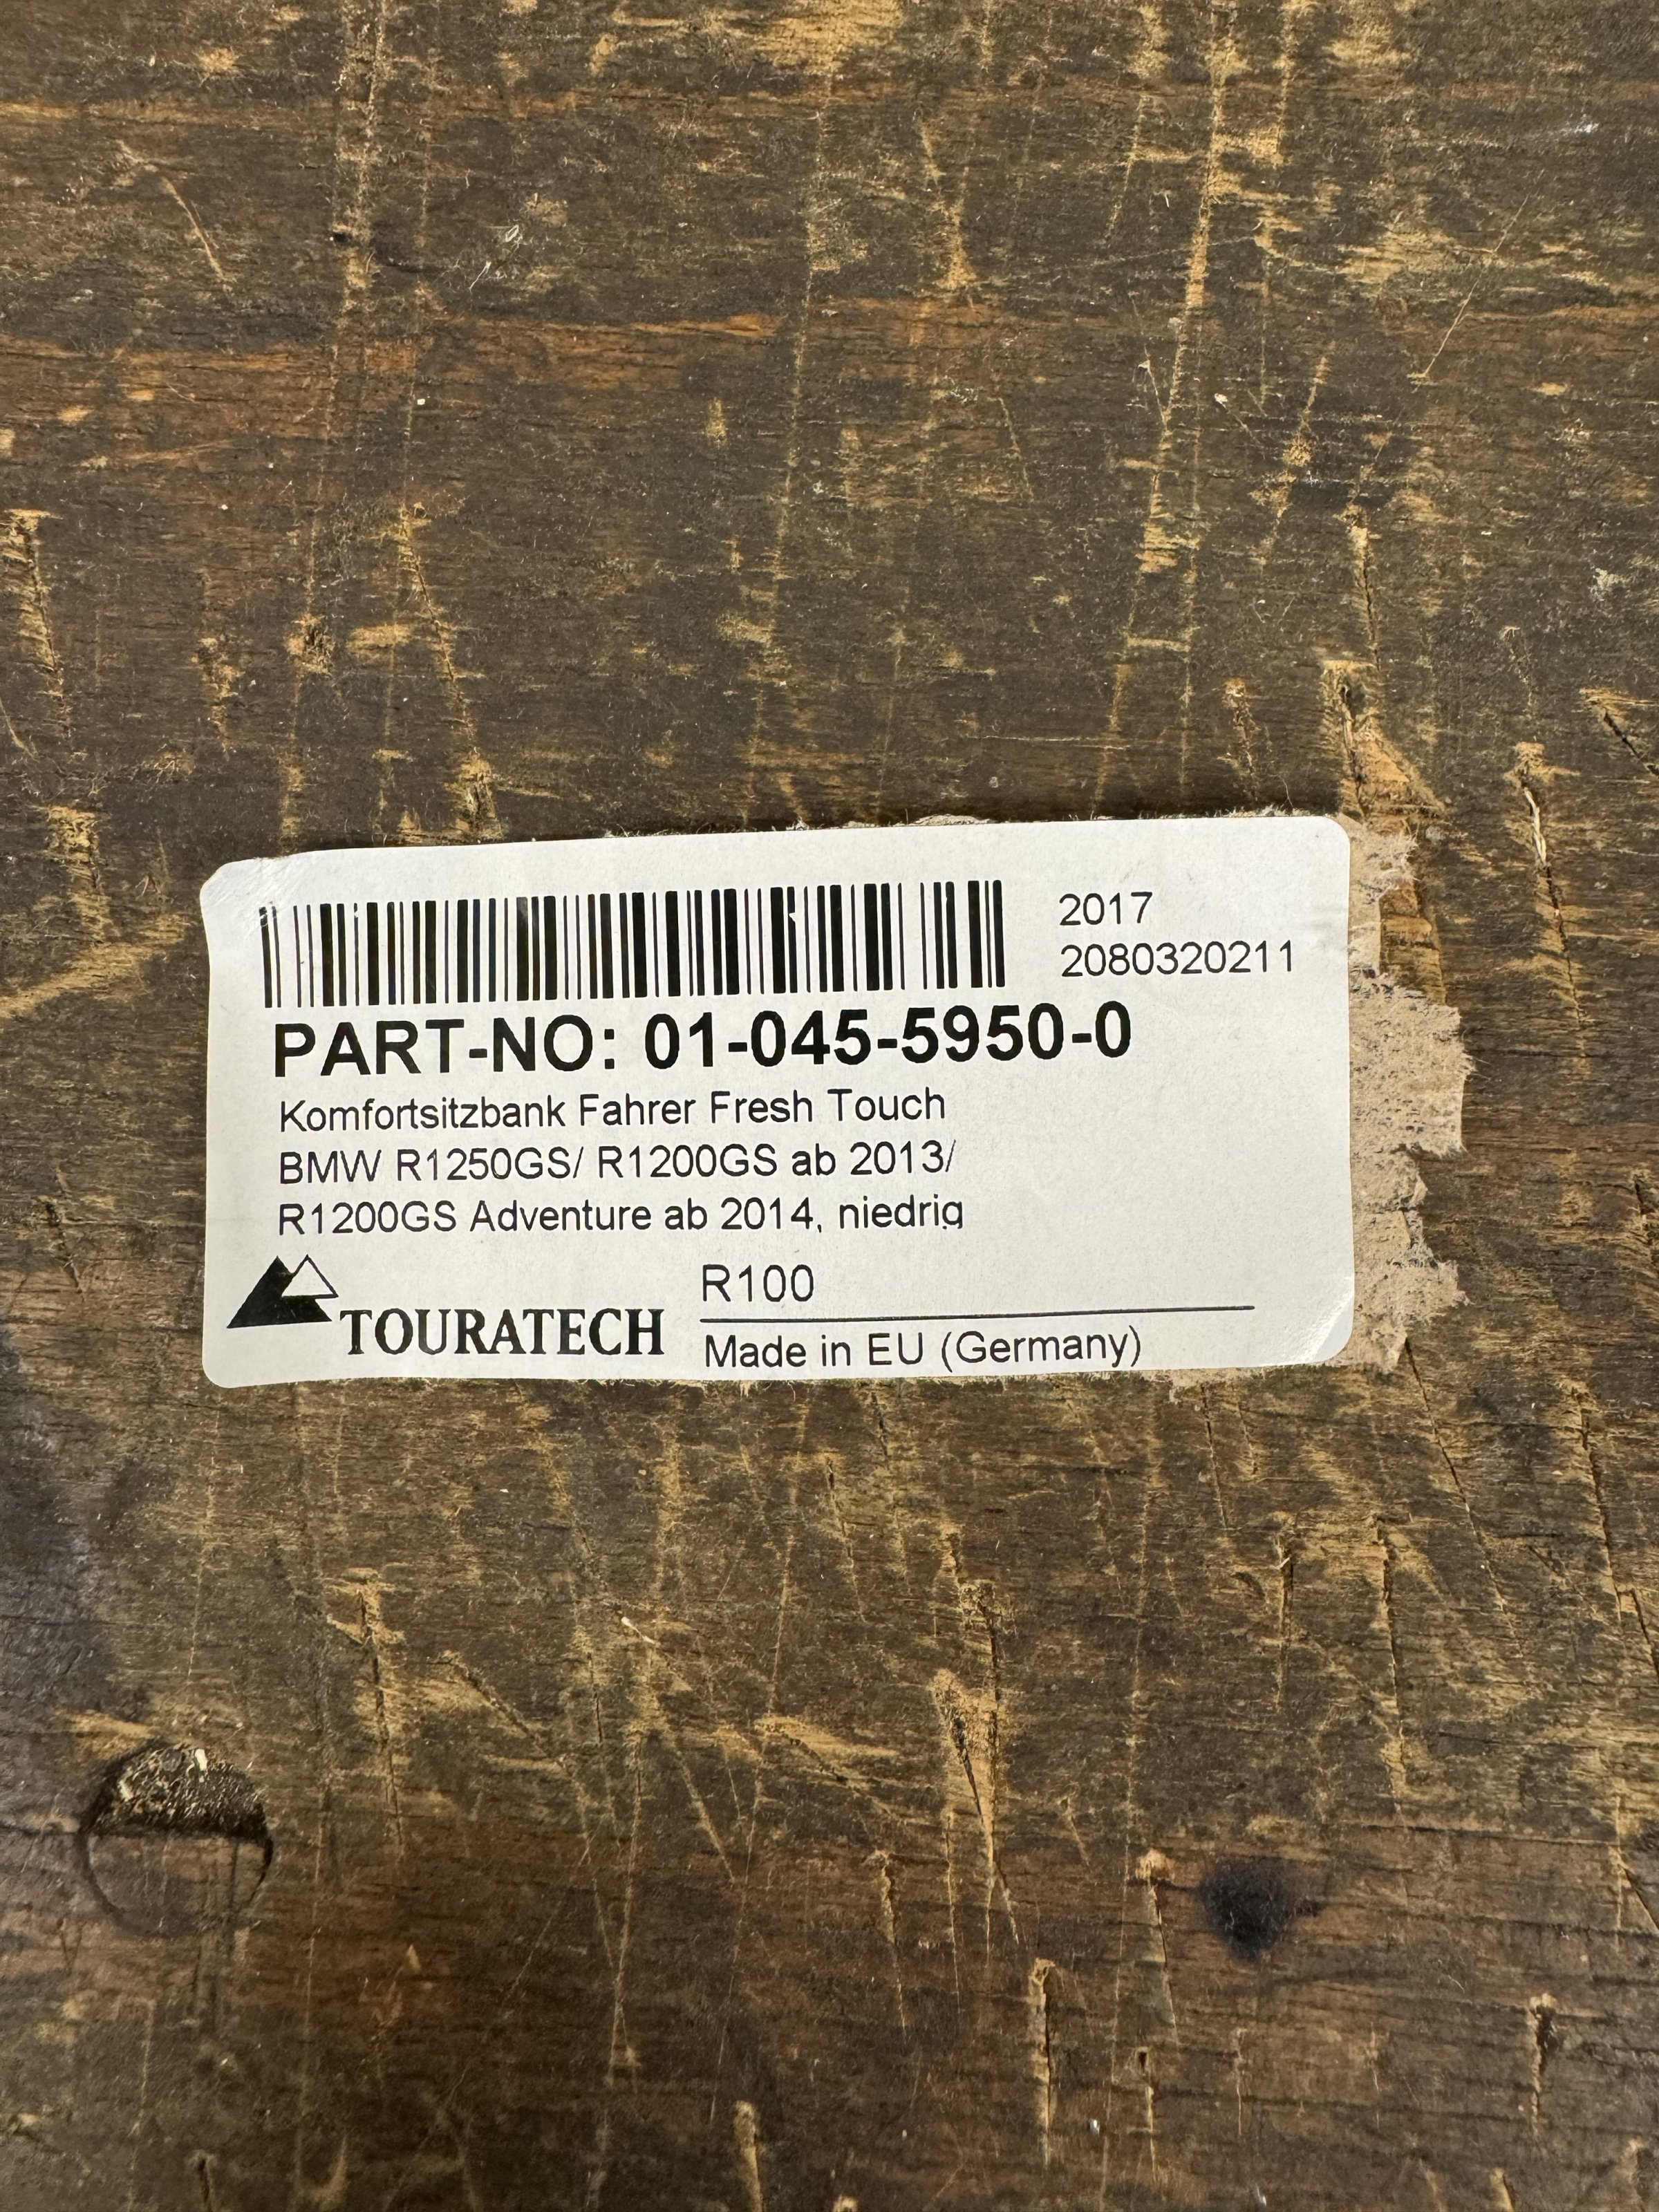 2017
2080320211
PART-NO: 01-045-5950-0
Komfortsitzbank Fahrer Fresh Touch
BMW R1250GS/ R1200GS ab 2013/
R1200GS Adventure ab 2014, niedrig
R100
TOURATECH
Made in EU (Germany)